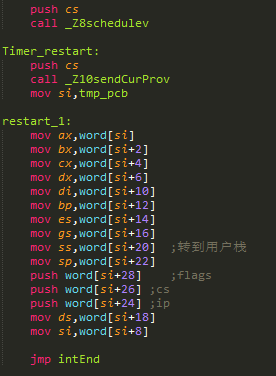 push cs
call _Z8schedulev
Timer_restart:
push cs
call _Z10sendCurProv
mov si,tmp_pcb
restart_1:
mov ax,word[si]
mov bx,word[si+2]
mov cx,word[si+4]
mov dx,word[si+6]
mov di,word[si+10]
mov bp,word[si+12]
mov es,word[si+14]
mov gs,word[si+16]
mov ss,word[si+20] ;转到用户栈
mov sp,word[si+22]
push word[si+28] ;flags
push word[si+26] ;cs
push word[si+24] ;ip
mov ds,word[si+18]
mov si,word[si+8]
jmp intEnd